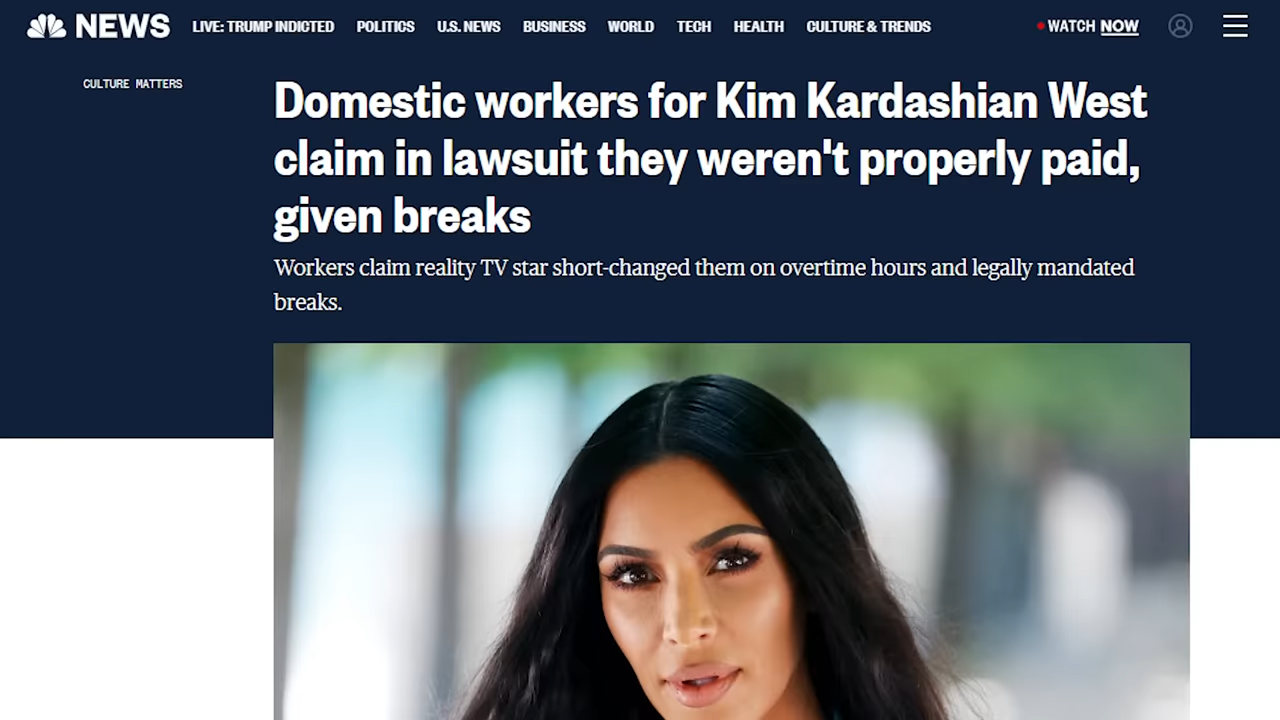 NEWS LIVE: TRUMP INDICTED POLITICS U.S. NEWS BUSINESS WORLD TECH HEALTH CULTURE & TRENDS WATCH NOW
CULTURE MATTERS
Domestic workers for Kim Kardashian West
claim in lawsuit they weren't properly paid,
given breaks
Workers claim reality TV star short-changed them on overtime hours and legally mandated
breaks.